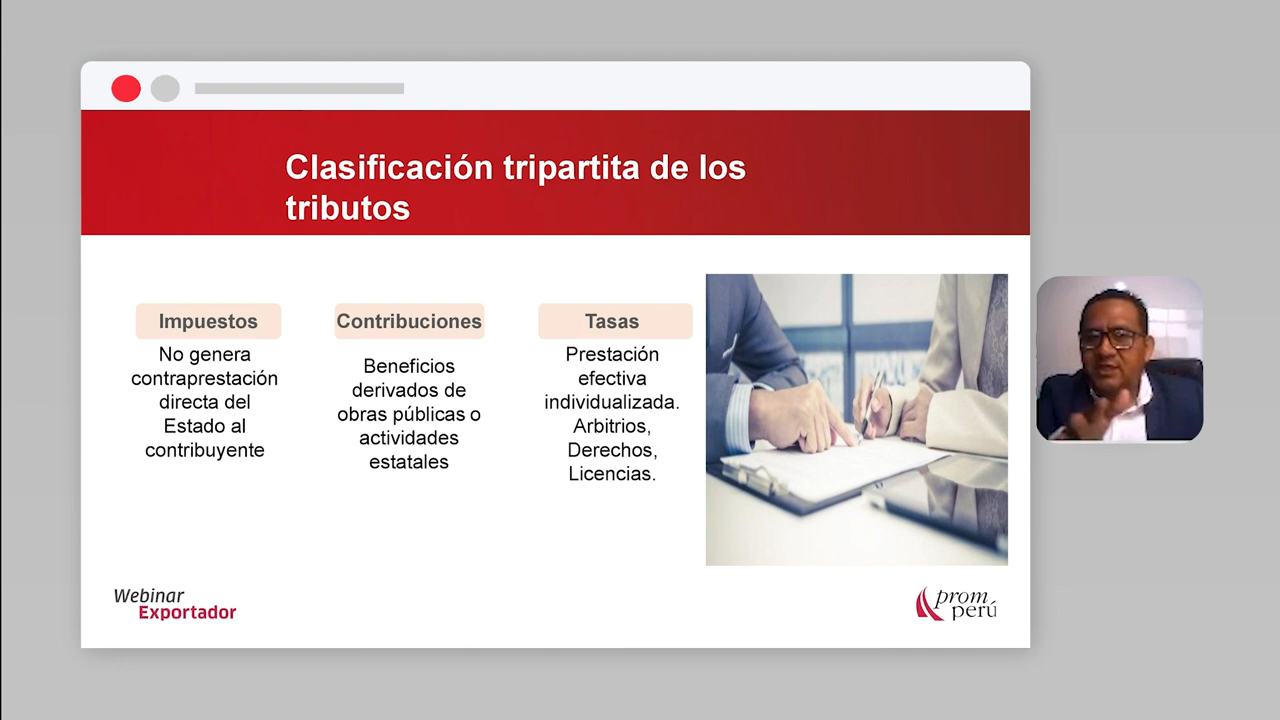 Clasificación tripartita de los
tributos
Impuestos
No genera
contraprestación
directa del
Estado al
contribuyente
Contribuciones
Beneficios
derivados de
obras públicas o
actividades
estatales
Tasas
Prestación
efectiva
individualizada.
Arbitrios,
Derechos,
Licencias.
Webinar
Exportador
prom
perú